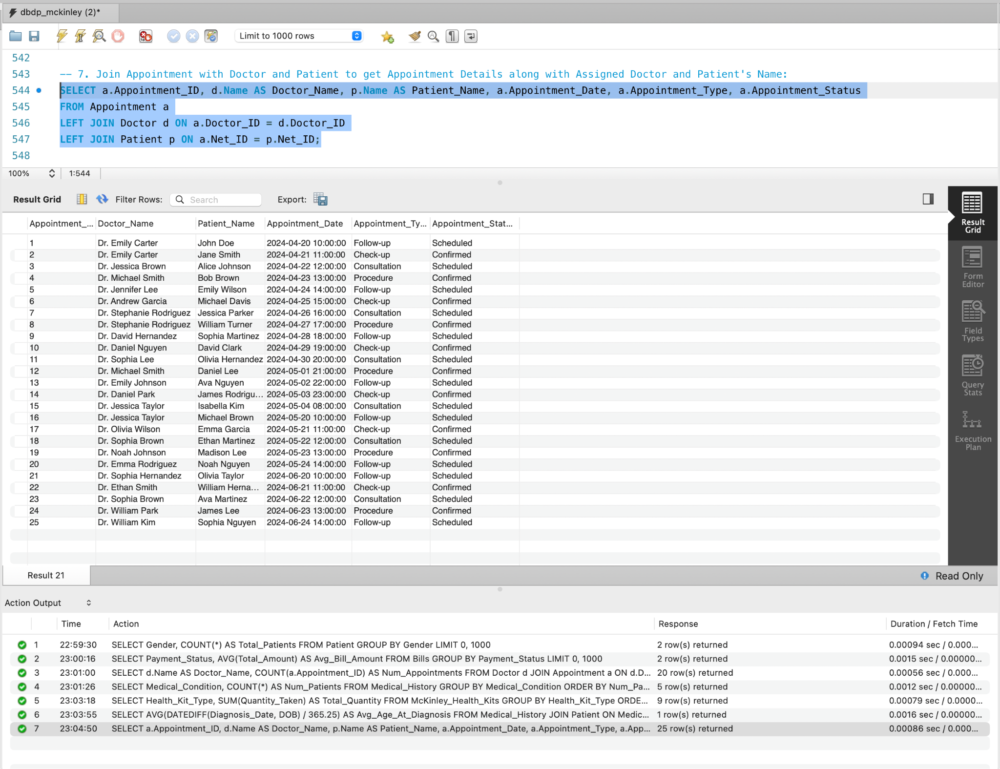 dbdp_mckinley (2)*
Limit to 1000 rows
542
543 -- 7. Join Appointment with Doctor and Patient to get Appointment Details along with Assigned Doctor and Patient's Name:
544 SELECT a.Appointment_ID, d.Name AS Doctor_Name, p.Name AS Patient_Name, a.Appointment_Date, a.Appointment_Type, a.Appointment_Status
545 FROM Appointment a
546 LEFT JOIN Doctor d ON a.Doctor_ID = d.Doctor_ID
547 LEFT JOIN Patient p ON a.Net_ID = p.Net_ID;
548
100% 1:544
Result Grid Filter Rows: Search Export:
Appointment_... Doctor_Name Patient_Name Appointment_Date Appointment_Ty... Appointment_Stat...
1 Dr. Emily Carter John Doe 2024-04-20 10:00:00 Follow-up Scheduled
2 Dr. Emily Carter Jane Smith 2024-04-21 11:00:00 Check-up Confirmed
3 Dr. Jessica Brown Alice Johnson 2024-04-22 12:00:00 Consultation Scheduled
4 Dr. Michael Smith Bob Brown 2024-04-23 13:00:00 Procedure Confirmed
5 Dr. Jennifer Lee Emily Wilson 2024-04-24 14:00:00 Follow-up Scheduled
6 Dr. Andrew Garcia Michael Davis 2024-04-25 15:00:00 Check-up Confirmed
7 Dr. Stephanie Rodriguez Jessica Parker 2024-04-26 16:00:00 Consultation Scheduled
8 Dr. Stephanie Rodriguez William Turner 2024-04-27 17:00:00 Procedure Confirmed
9 Dr. David Hernandez Sophia Martinez 2024-04-28 18:00:00 Follow-up Scheduled
10 Dr. Daniel Nguyen David Clark 2024-04-29 19:00:00 Check-up Confirmed
11 Dr. Sophia Lee Olivia Hernandez 2024-04-30 20:00:00 Consultation Scheduled
12 Dr. Michael Smith Daniel Lee 2024-05-01 21:00:00 Procedure Confirmed
13 Dr. Emily Johnson Ava Nguyen 2024-05-02 22:00:00 Follow-up Scheduled
14 Dr. Daniel Park James Rodrigu... 2024-05-03 23:00:00 Check-up Confirmed
15 Dr. Jessica Taylor Isabella Kim 2024-05-04 08:00:00 Consultation Scheduled
16 Dr. Jessica Taylor Michael Brown 2024-05-20 10:00:00 Follow-up Scheduled
17 Dr. Olivia Wilson Emma Garcia 2024-05-21 11:00:00 Check-up Confirmed
18 Dr. Sophia Brown Ethan Martinez 2024-05-22 12:00:00 Consultation Scheduled
19 Dr. Noah Johnson Madison Lee 2024-05-23 13:00:00 Procedure Confirmed
20 Dr. Emma Rodriguez Noah Nguyen 2024-05-24 14:00:00 Follow-up Scheduled
21 Dr. Sophia Hernandez Olivia Taylor 2024-06-20 10:00:00 Follow-up Scheduled
22 Dr. Ethan Smith William Herna... 2024-06-21 11:00:00 Check-up Confirmed
23 Dr. Sophia Brown Ava Martinez 2024-06-22 12:00:00 Consultation Scheduled
24 Dr. William Park James Lee 2024-06-23 13:00:00 Procedure Confirmed
25 Dr. William Kim Sophia Nguyen 2024-06-24 14:00:00 Follow-up Scheduled
Result
Grid
Form
Editor
Field
Types
Query
Stats
Execution
Plan
Result 21 Read Only
Action Output
Time Action Response Duration / Fetch Time
1 22:59:30 SELECT Gender, COUNT(*) AS Total_Patients FROM Patient GROUP BY Gender LIMIT 0, 1000 2 row(s) returned 0.00094 sec / 0.000...
2 23:00:16 SELECT Payment_Status, AVG(Total_Amount) AS Avg_Bill_Amount FROM Bills GROUP BY Payment_Status LIMIT 0, 1000 2 row(s) returned 0.0015 sec / 0.00000...
3 23:01:00 SELECT d.Name AS Doctor_Name, COUNT(a.Appointment_ID) AS Num_Appointments FROM Doctor d JOIN Appointment a ON d.D... 20 row(s) returned 0.00056 sec / 0.000...
4 23:01:26 SELECT Medical_Condition, COUNT(*) AS Num_Patients FROM Medical_History GROUP BY Medical_Condition ORDER BY Num_Pa... 5 row(s) returned 0.0012 sec / 0.00000...
5 23:03:18 SELECT Health_Kit_Type, SUM(Quantity_Taken) AS Total_Quantity FROM McKinley_Health_Kits GROUP BY Health_Kit_Type ORDE... 9 row(s) returned 0.00079 sec / 0.0000...
6 23:03:55 SELECT AVG(DATEDIFF(Diagnosis_Date, DOB) / 365.25) AS Avg_Age_At_Diagnosis FROM Medical_History JOIN Patient ON Medic... 1 row(s) returned 0.0016 sec / 0.00000...
7 23:04:50 SELECT a.Appointment_ID, d.Name AS Doctor_Name, p.Name AS Patient_Name, a.Appointment_Date, a.Appointment_Type, a.App... 25 row(s) returned 0.00086 sec / 0.000...